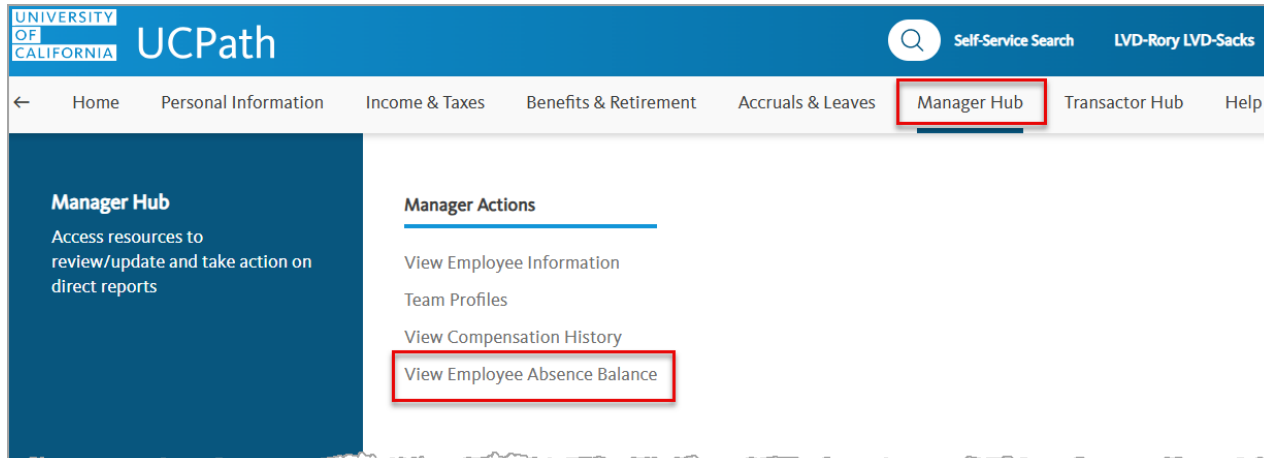 UNIVERSITY
OF
CALIFORNIA
UCPath
Self-Service Search LVD-Rory LVD-Sacks
← Home Personal Information Income & Taxes Benefits & Retirement Accruals & Leaves Manager Hub Transactor Hub Help
Manager Hub
Access resources to
review/update and take action on
direct reports
Manager Actions
View Employee Information
Team Profiles
View Compensation History
View Employee Absence Balance